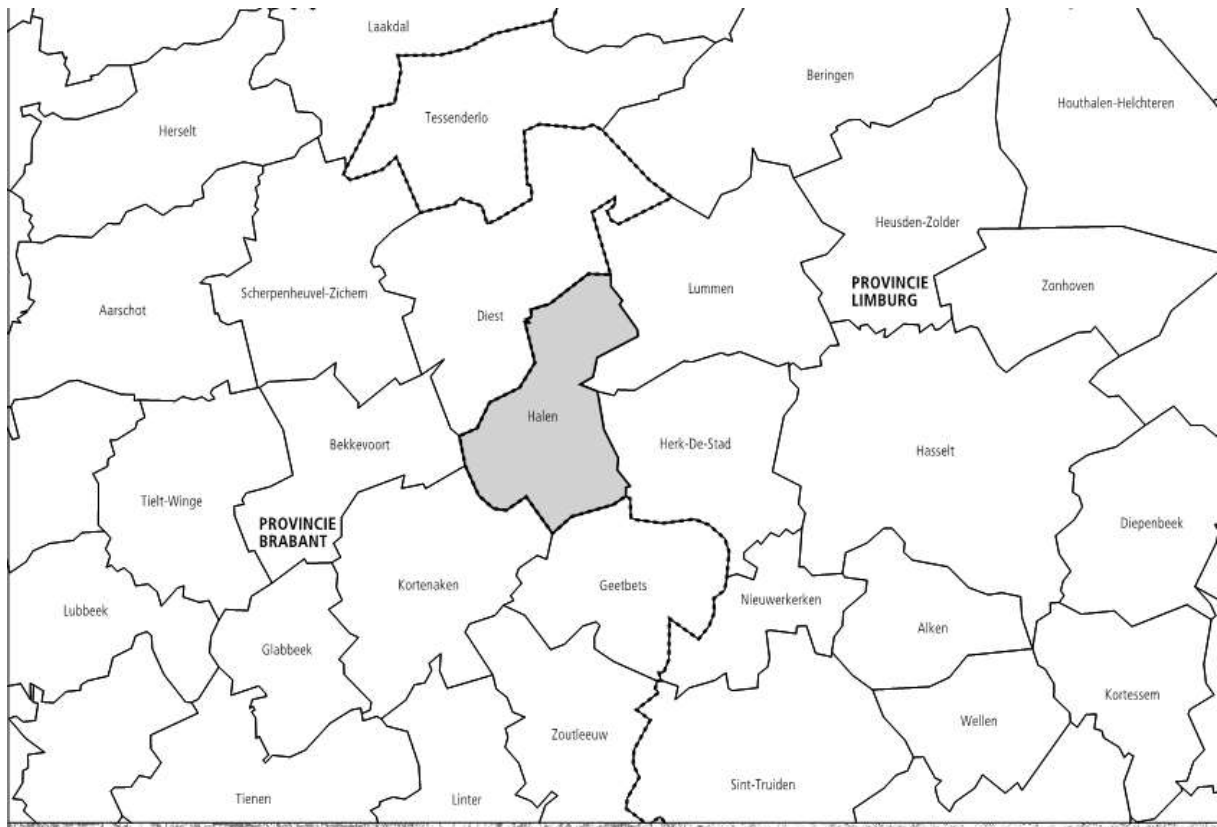 Laakdal
Beringen
Houthalen-Helchteren
Tessenderlo
Herselt
Heusden-Zolder
Scherpenheuvel-Zichem
Lummen
PROVINCIE
LIMBURG
Zonhoven
Aarschot
Diest
Halen
Bekkevoort
Herk-De-Stad
Hasselt
Tielt-Winge
PROVINCIE
BRABANT
Diepenbeek
Kortenaken
Geetbets
Nieuwerkerken
Lubbeek
Alken
Glabbeek
Kortessem
Wellen
Zoutleeuw
Sint-Truiden
Tienen
Linter